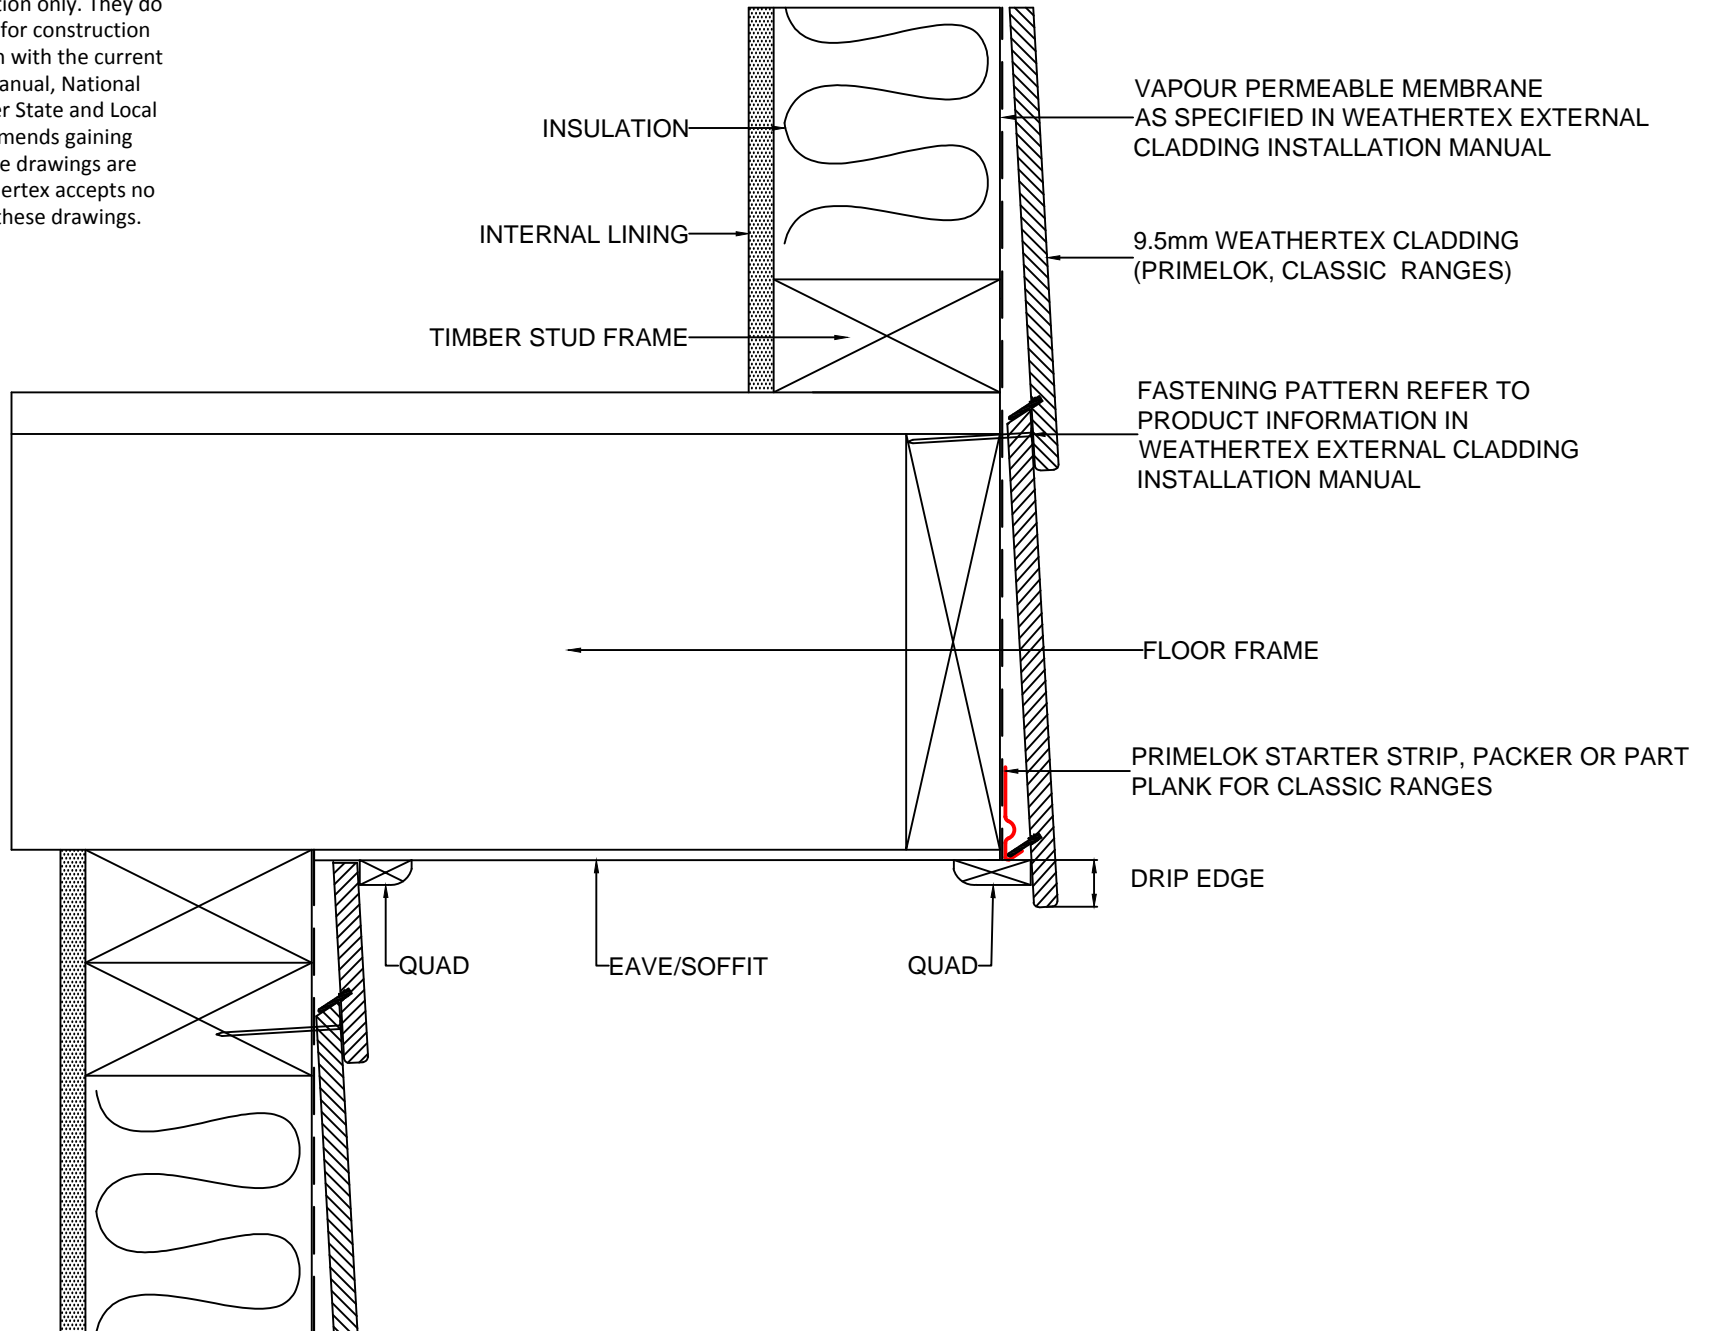 tion only. They do
for construction
with the current
anual, National
er State and Local
mends gaining
e drawings are
ertex accepts no
these drawings.
INSULATION
INTERNAL LINING
TIMBER STUD FRAME
VAPOUR PERMEABLE MEMBRANE
AS SPECIFIED IN WEATHERTEX EXTERNAL
CLADDING INSTALLATION MANUAL
9.5mm WEATHERTEX CLADDING
(PRIMELOK, CLASSIC RANGES)
FASTENING PATTERN REFER TO
PRODUCT INFORMATION IN
WEATHERTEX EXTERNAL CLADDING
INSTALLATION MANUAL
FLOOR FRAME
PRIMELOK STARTER STRIP, PACKER OR PART
PLANK FOR CLASSIC RANGES
DRIP EDGE
QUAD
EAVE/SOFFIT
QUAD